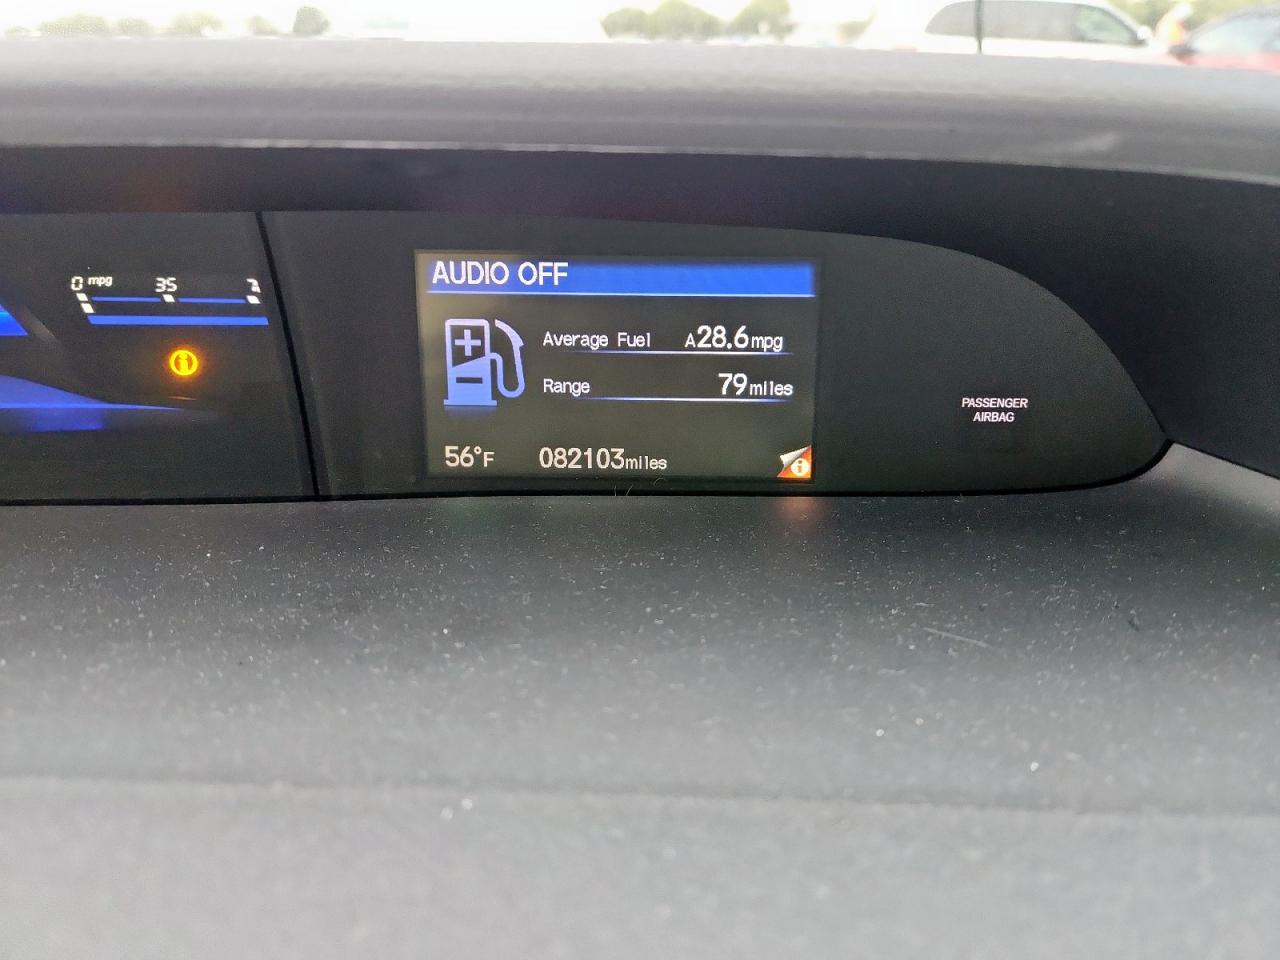 0 mpg 35
AUDIO OFF
Average Fuel A28.6mpg
Range 79miles
56°F 082103miles
PASSENGER
AIRBAG